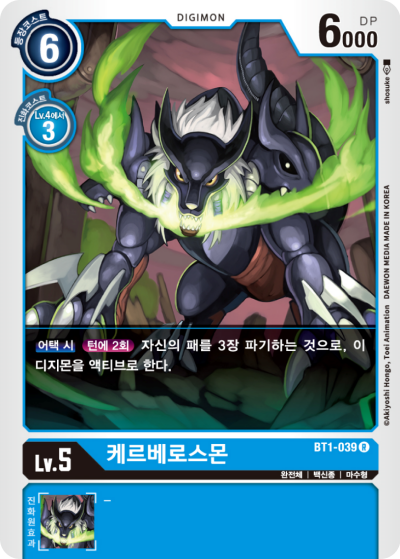 DIGIMON
등장코스트
6
DP
6000
진화코스트
Lv.4에서
3
shosuke
©Akiyoshi Hongo, Toei Animation DAEWON MEDIA MADE IN KOREA
어택 시 턴에 2회 자신의 패를 3장 파기하는 것으로, 이
디지몬을 액티브로 한다.
BT1-039 R
Lv.5 케르베로스몬
완전체 | 백신종 | 마수형
진화원효과
–